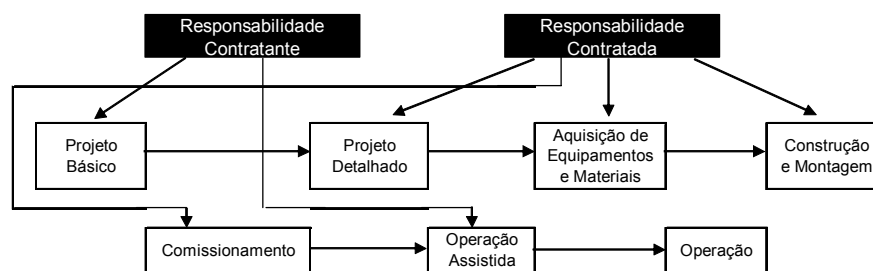 Responsabilidade
Contratante
Responsabilidade
Contratada
Projeto
Básico
Projeto
Detalhado
Aquisição de
Equipamentos
e Materiais
Construção
e Montagem
Comissionamento
Operação
Assistida
Operação